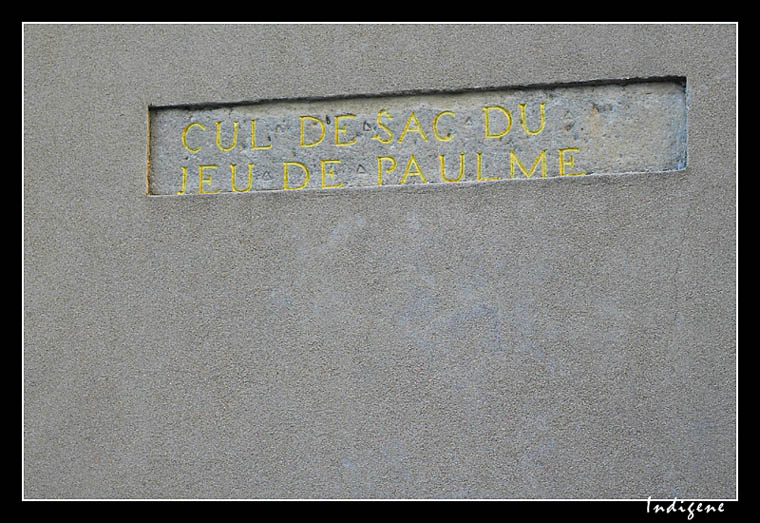 CUL DE SAC DU
JEU DE PAULME
Indigene